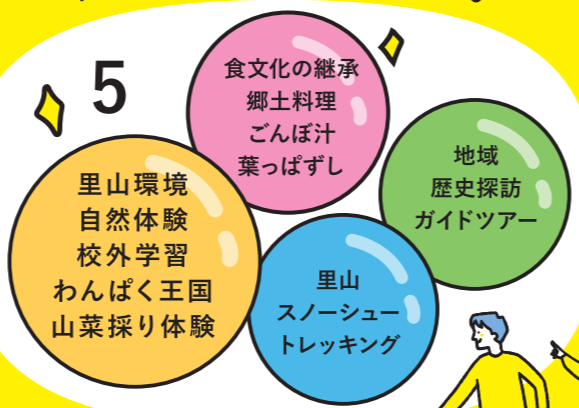 5
食文化の継承
郷土料理
ごんぼ汁
葉っぱずし
地域
歴史探訪
ガイドツアー
里山環境
自然体験
校外学習
わんぱく王国
山菜採り体験
里山
スノーシュー
トレッキング